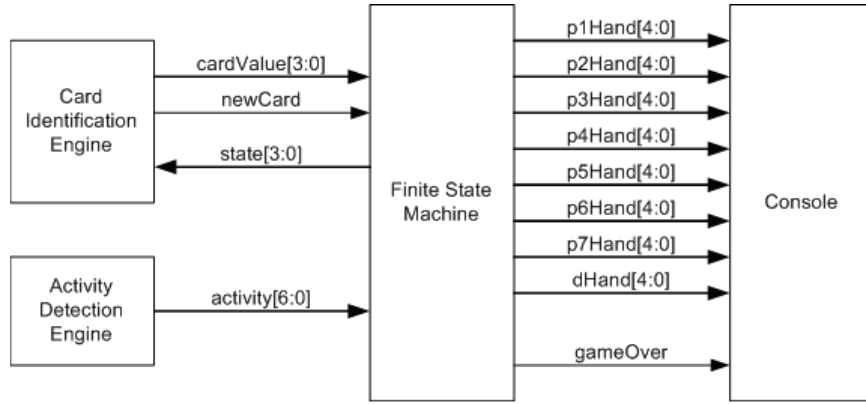 Card
Identification
Engine
cardValue[3:0]
newCard
state[3:0]
Activity
Detection
Engine
activity[6:0]
Finite State
Machine
p1Hand[4:0]
p2Hand[4:0]
p3Hand[4:0]
p4Hand[4:0]
p5Hand[4:0]
p6Hand[4:0]
p7Hand[4:0]
dHand[4:0]
gameOver
Console